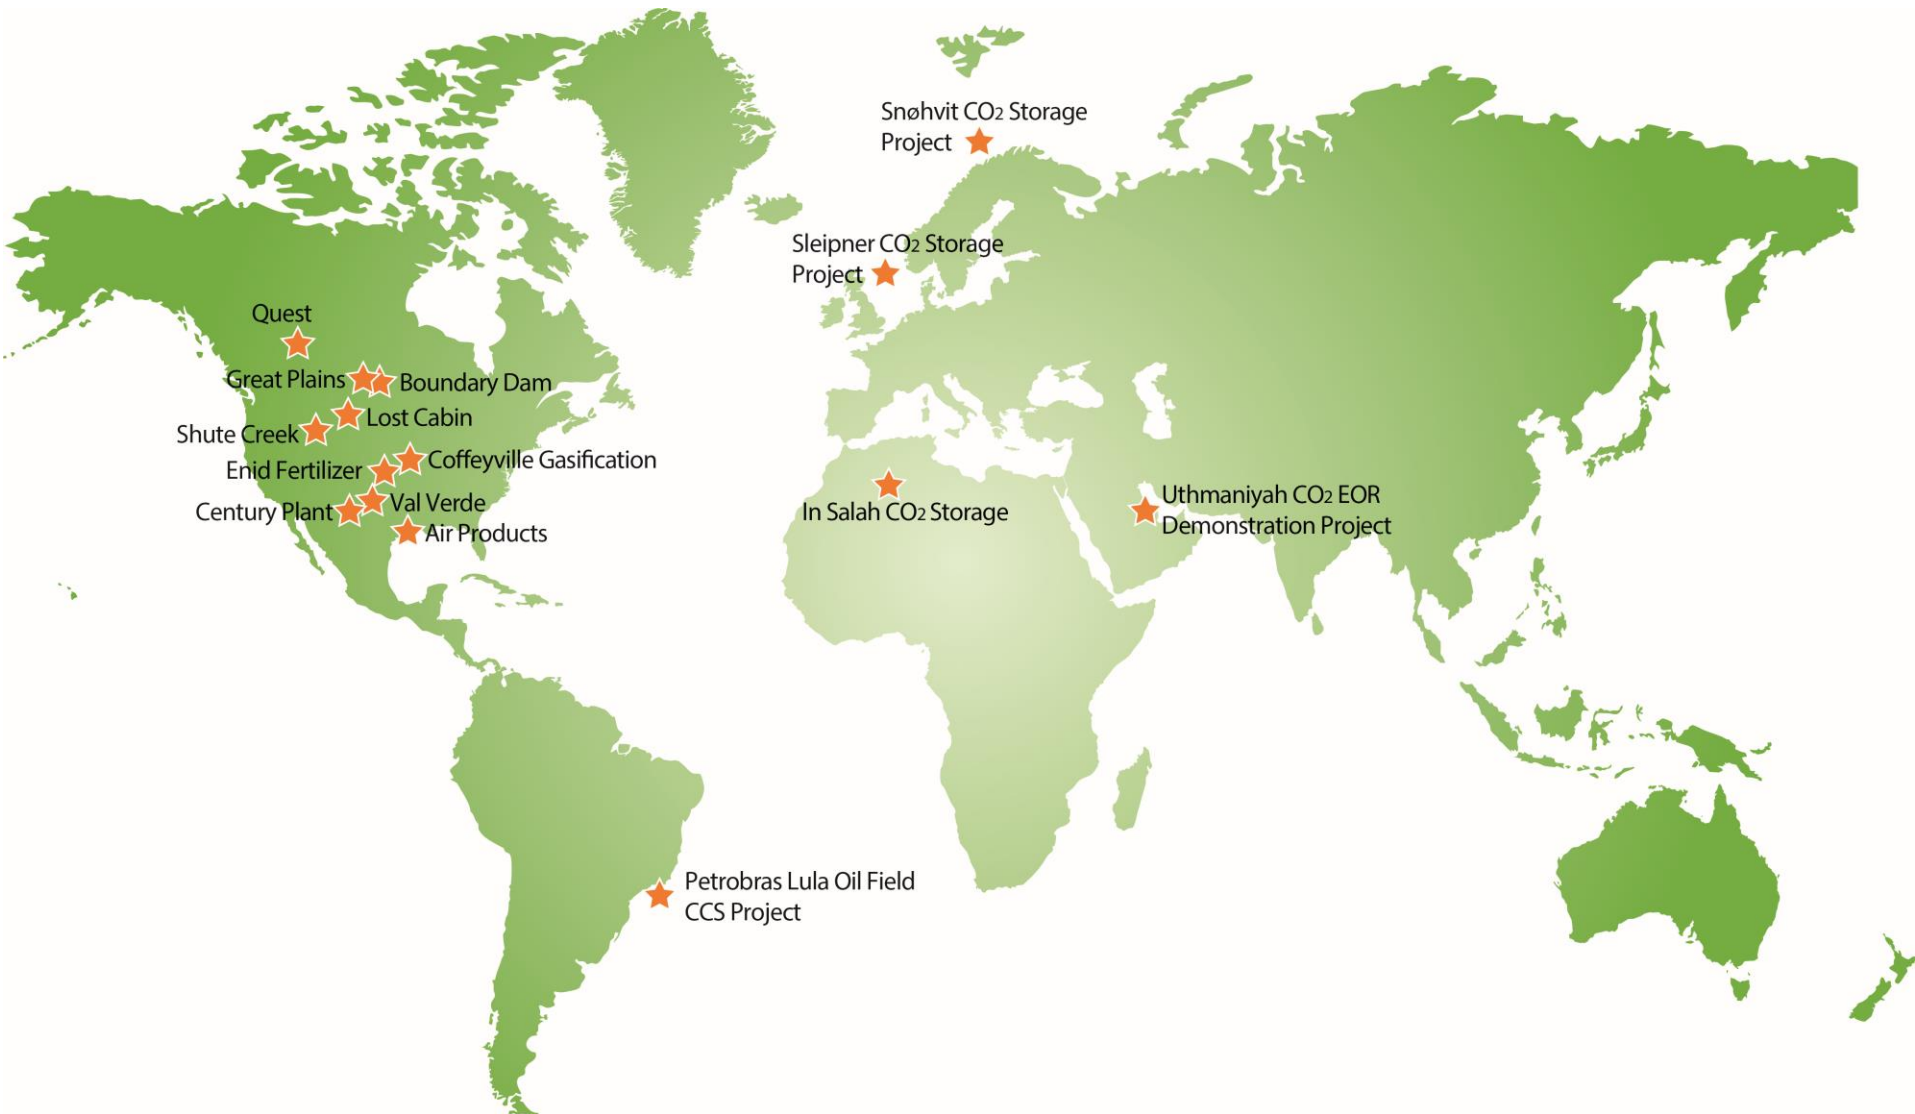 Snøhvit CO2 Storage
Project
Sleipner CO2 Storage
Project
Quest
Great Plains
Boundary Dam
Lost Cabin
Shute Creek
Coffeyville Gasification
Enid Fertilizer
Val Verde
Century Plant
Air Products
In Salah CO2 Storage
Uthmaniyah CO2 EOR
Demonstration Project
Petrobras Lula Oil Field
CCS Project